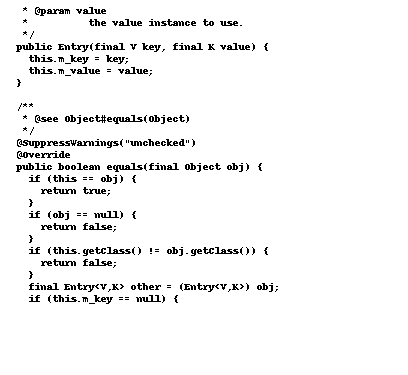 * @param value
 *          the value instance to use.
 */
public Entry(final V key, final K value) {
  this.m_key = key;
  this.m_value = value;
}
/**
 * @see Object#equals(Object)
 */
@SuppressWarnings("unchecked")
@Override
public boolean equals(final Object obj) {
  if (this == obj) {
    return true;
  }
  if (obj == null) {
    return false;
  }
  if (this.getClass() != obj.getClass()) {
    return false;
  }
  final Entry<V,K> other = (Entry<V,K>) obj;
  if (this.m_key == null) {